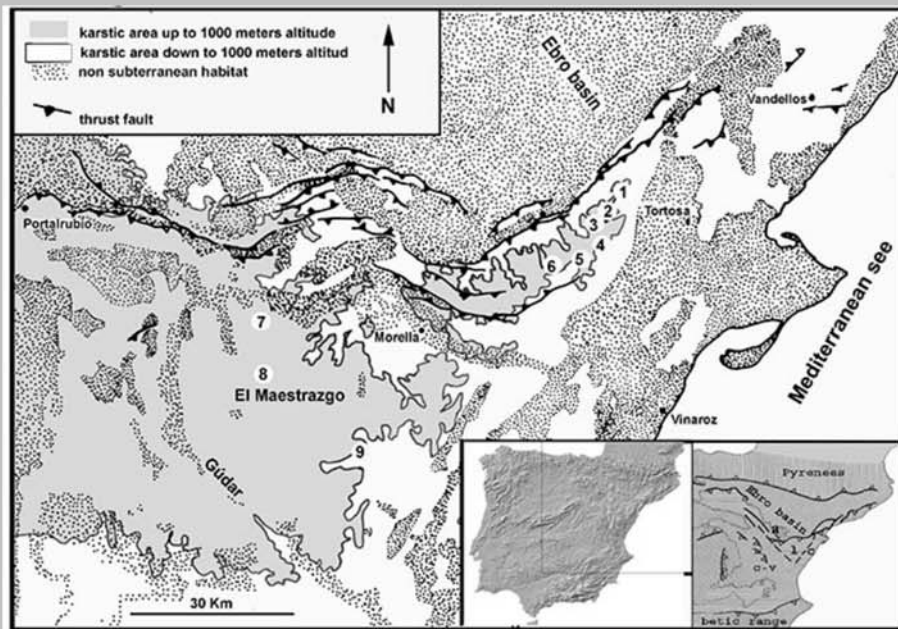 karstic area up to 1000 meters altitude
karstic area down to 1000 meters altitud
non subterranean habitat
thrust fault
N
Ebro basin
Vandellos
1
2
3
Tortosa
4
5
6
Portalrubio
7
Morella
8
El Maestrazgo
Mediterranean see
Vinaroz
9
Gúdar
30 Km
Pyrenees
Ebro basin
betic range